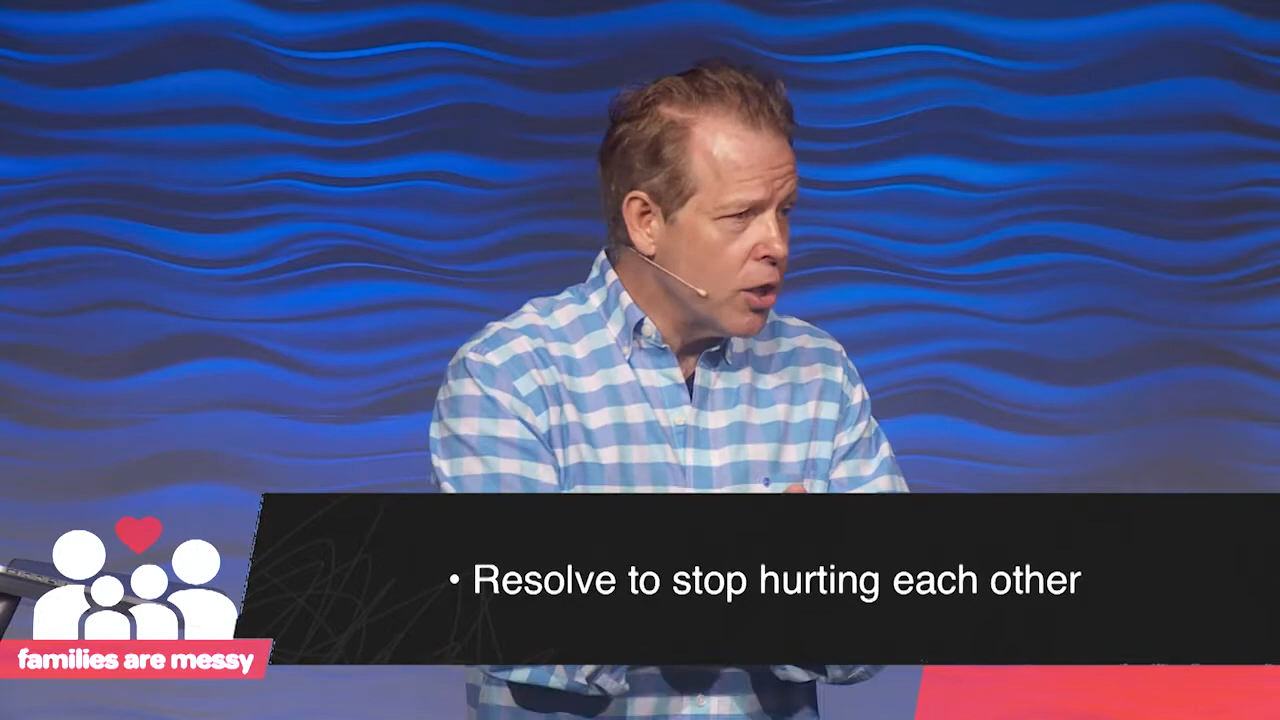 • Resolve to stop hurting each other
families are messy